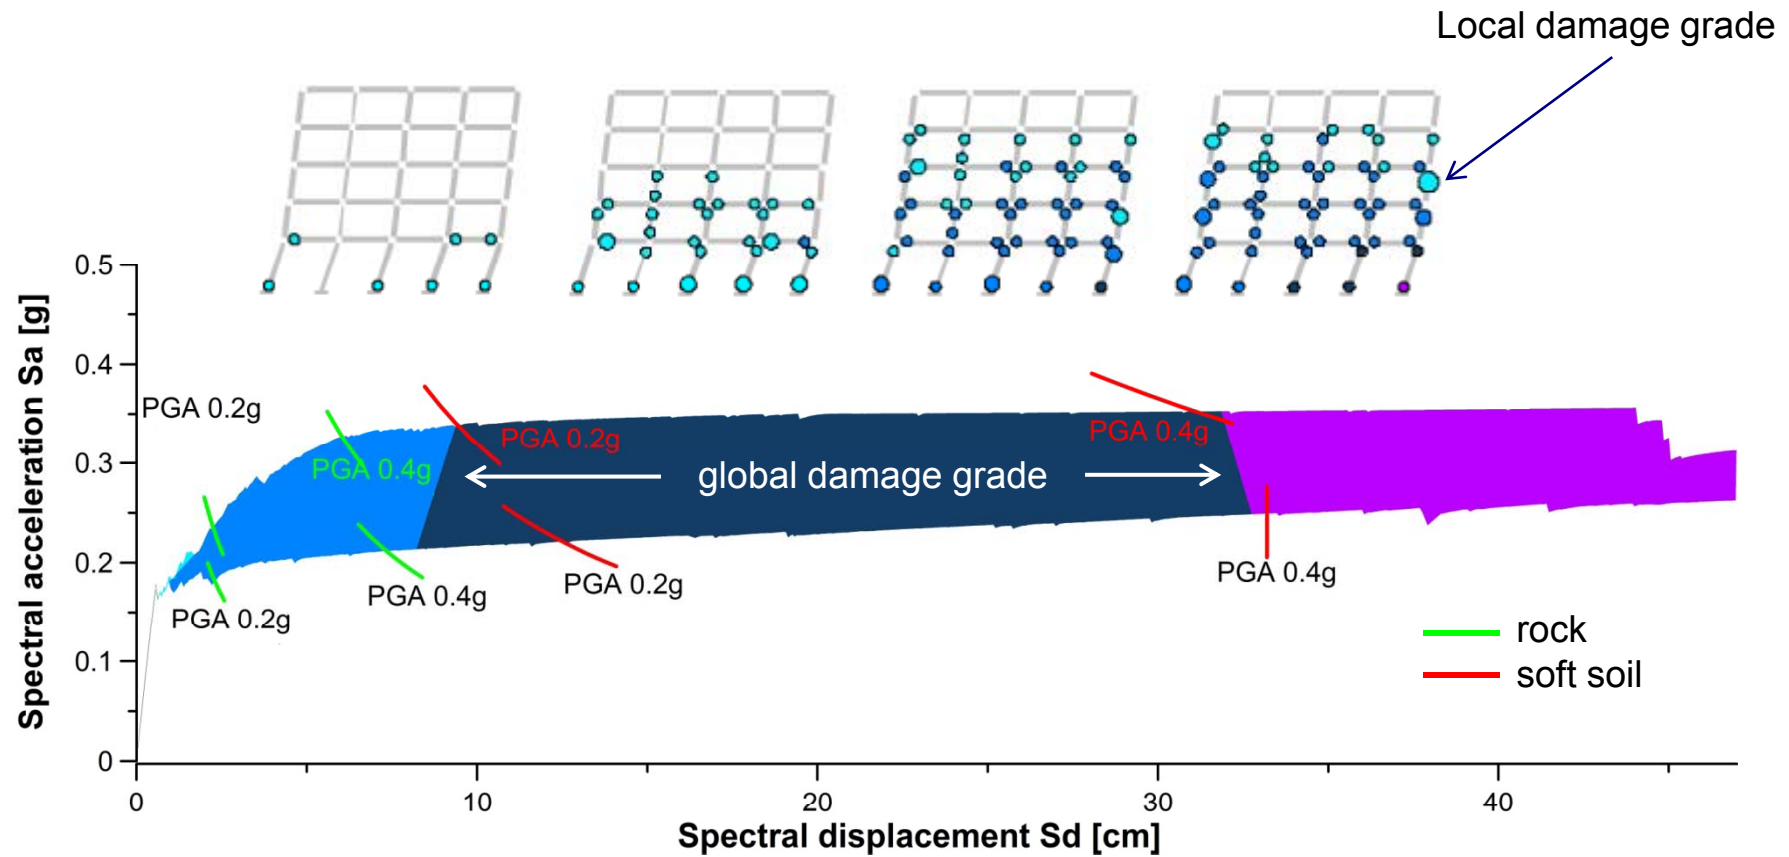 Local damage grade
0.5
0.4
0.3
0.2
0.1
0
Spectral acceleration Sa [g]
PGA 0.2g
PGA 0.4g
PGA 0.2g
PGA 0.4g
global damage grade
PGA 0.2g
PGA 0.4g
PGA 0.2g
PGA 0.4g
rock
soft soil
0
10
20
30
40
Spectral displacement Sd [cm]